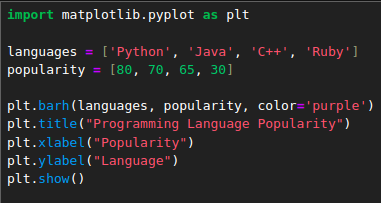 import matplotlib.pyplot as plt
languages = ['Python', 'Java', 'C++', 'Ruby']
popularity = [80, 70, 65, 30]
plt.barh(languages, popularity, color='purple')
plt.title("Programming Language Popularity")
plt.xlabel("Popularity")
plt.ylabel("Language")
plt.show()